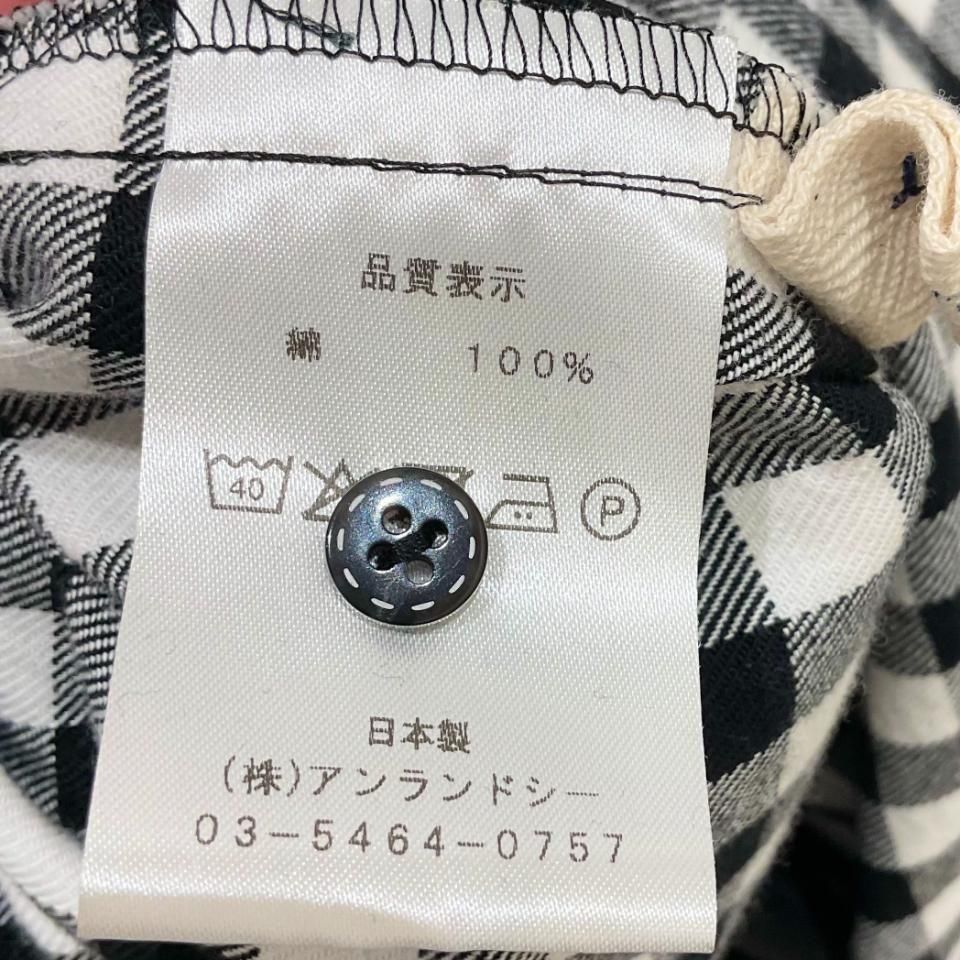 品質表示
綿 100%
40 P
日本製
(株)アンランドシー
03-5464-0757